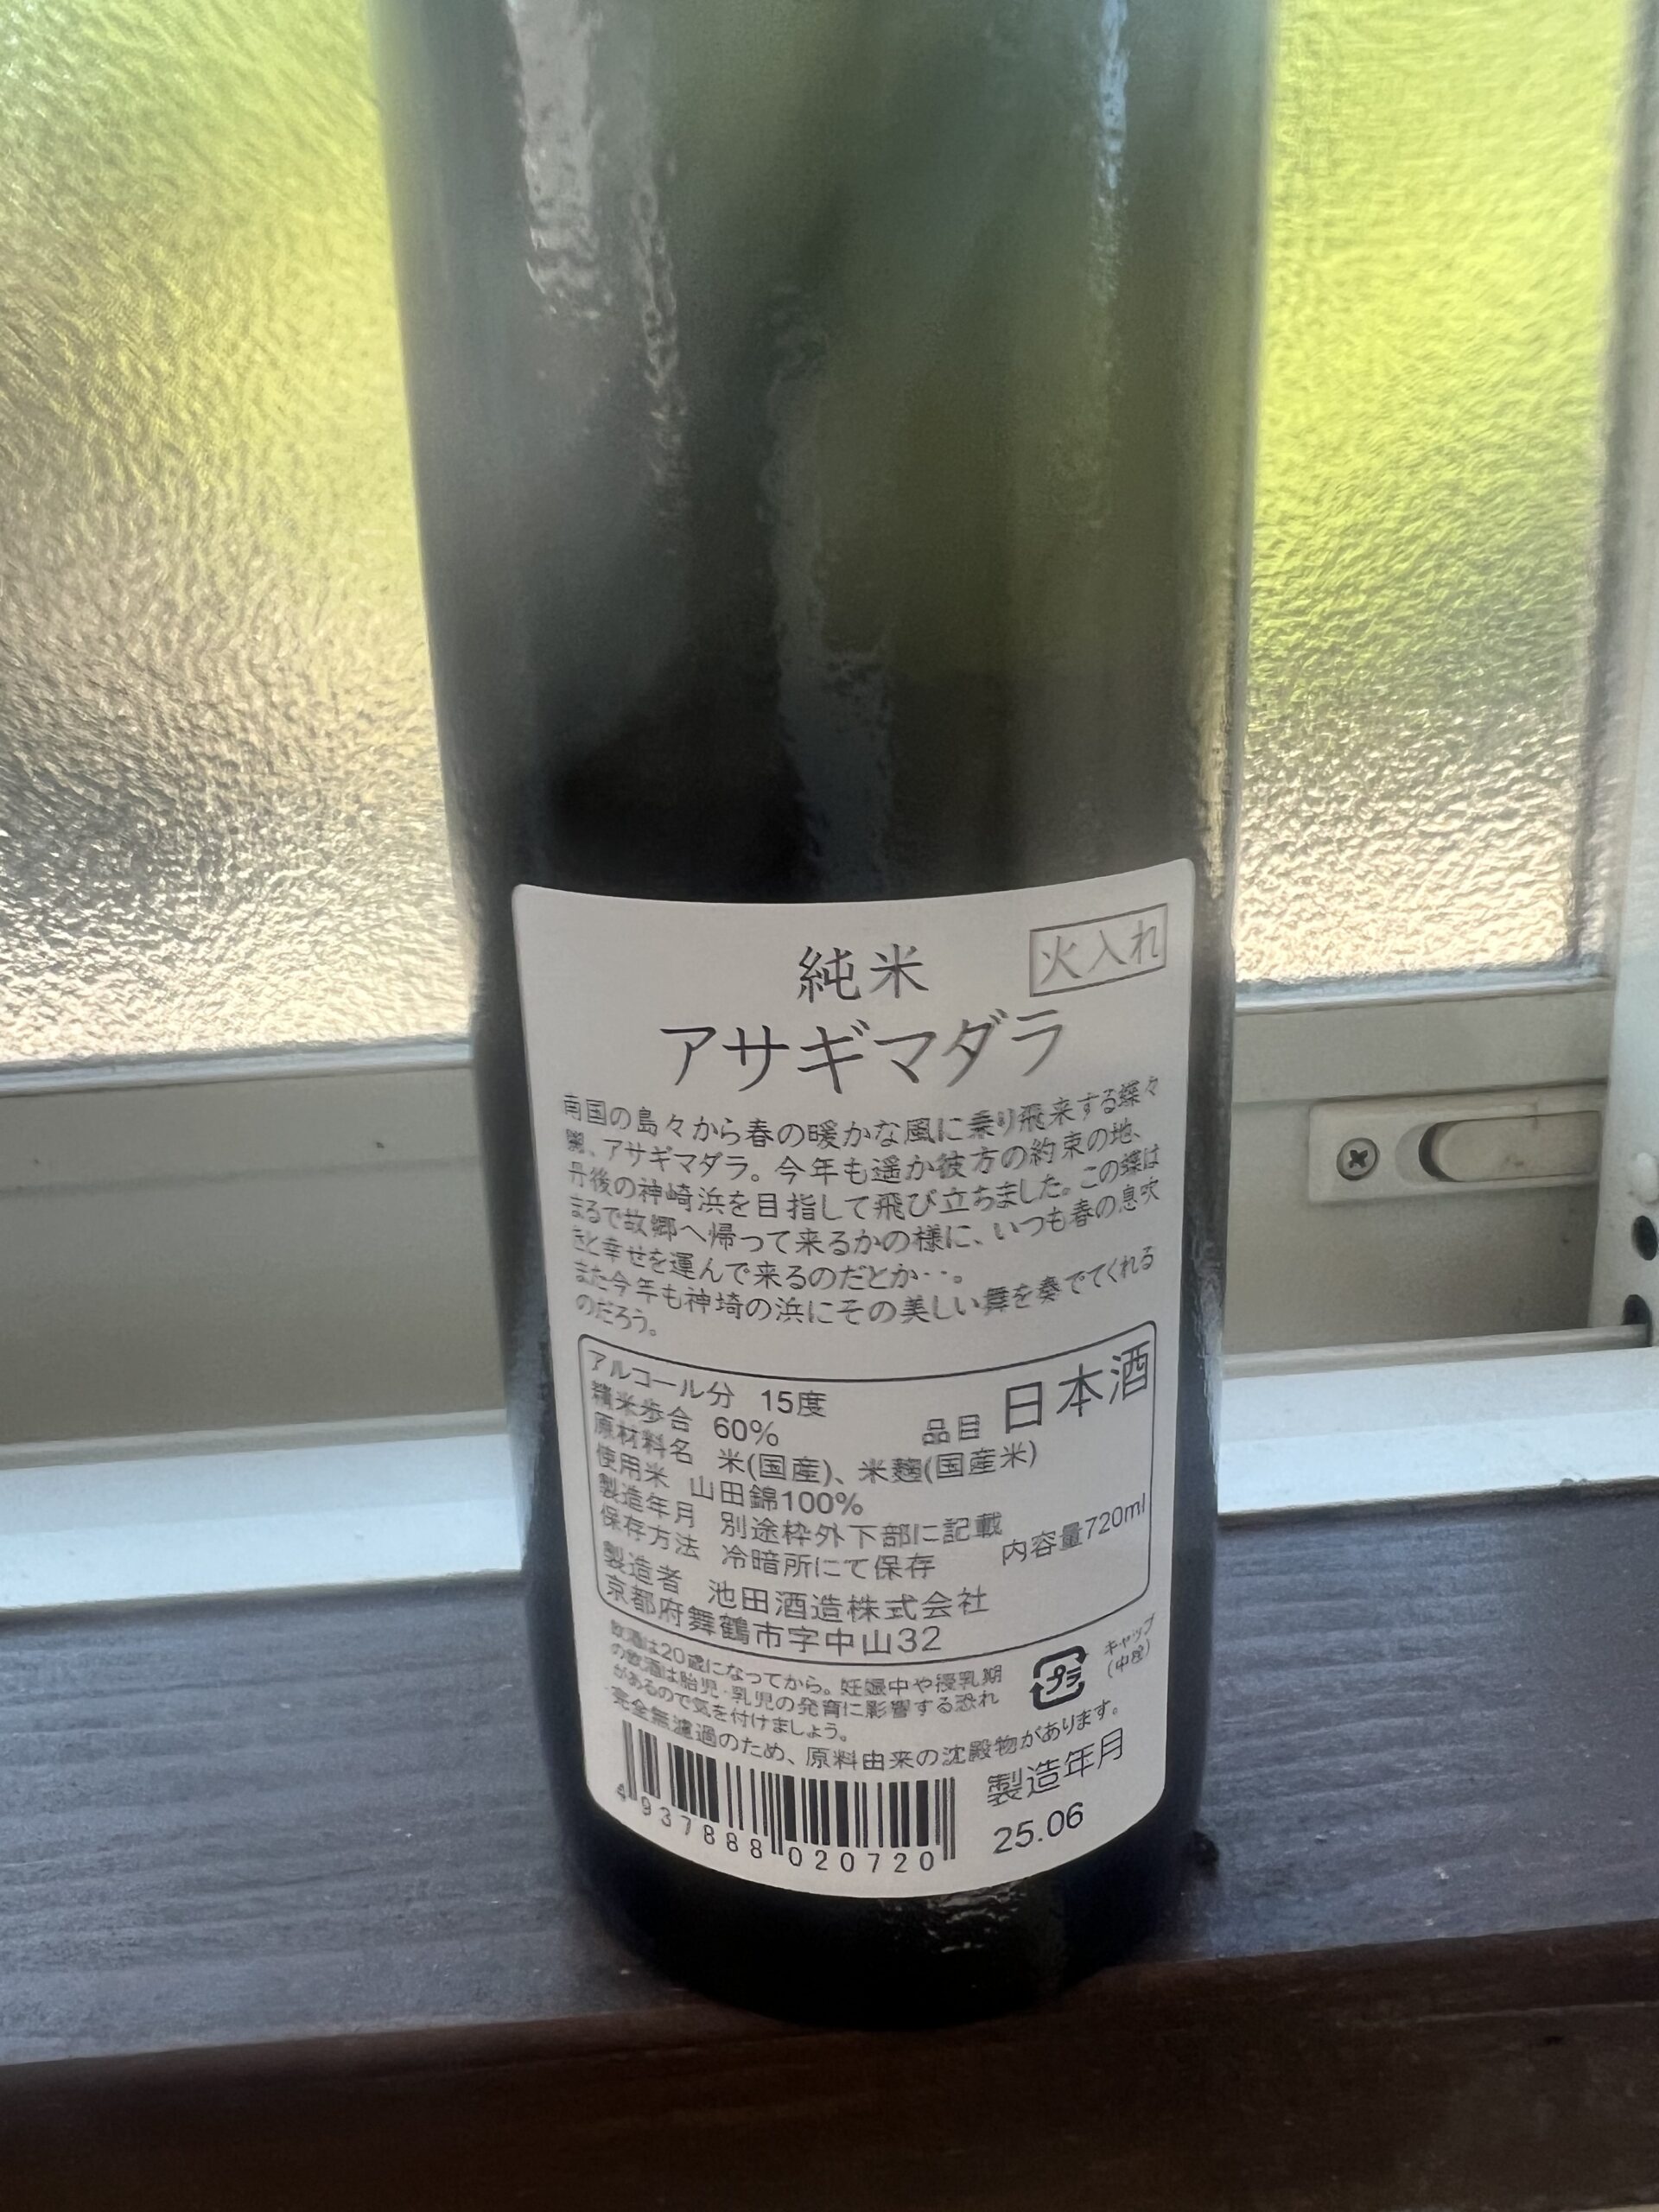 純米
火入れ
アサギマダラ
南国の島々から春の暖かな風に乗り飛来する蝶々
、アサギマダラ。今年も遥か彼方の約束の地、
丹後の神崎浜を目指して飛び立ちました。この蝶は
まるで故郷へ帰って来るかの様に、いつも春の息吹
きと幸せを運んで来るのだとか‥。
また今年も神埼の浜にその美しい舞を奏でてくれる
のだろう。
アルコール分 15度
精米歩合 60%
品目 日本酒
原材料名 米(国産)、米麹(国産米)
使用米 山田錦100%
製造年月 別途枠外下部に記載
保存方法 冷暗所にて保存
内容量720ml
製造者 池田酒造株式会社
京都府舞鶴市字中山32
飲酒は20歳になってから。妊娠中や授乳期
の飲酒は胎児・乳児の発育に影響する恐れ
があるので気を付けましょう。
プラ
キャップ
(中栓)
完全無濾過のため、原料由来の沈殿物があります。
製造年月
25.06
4 937888 020720